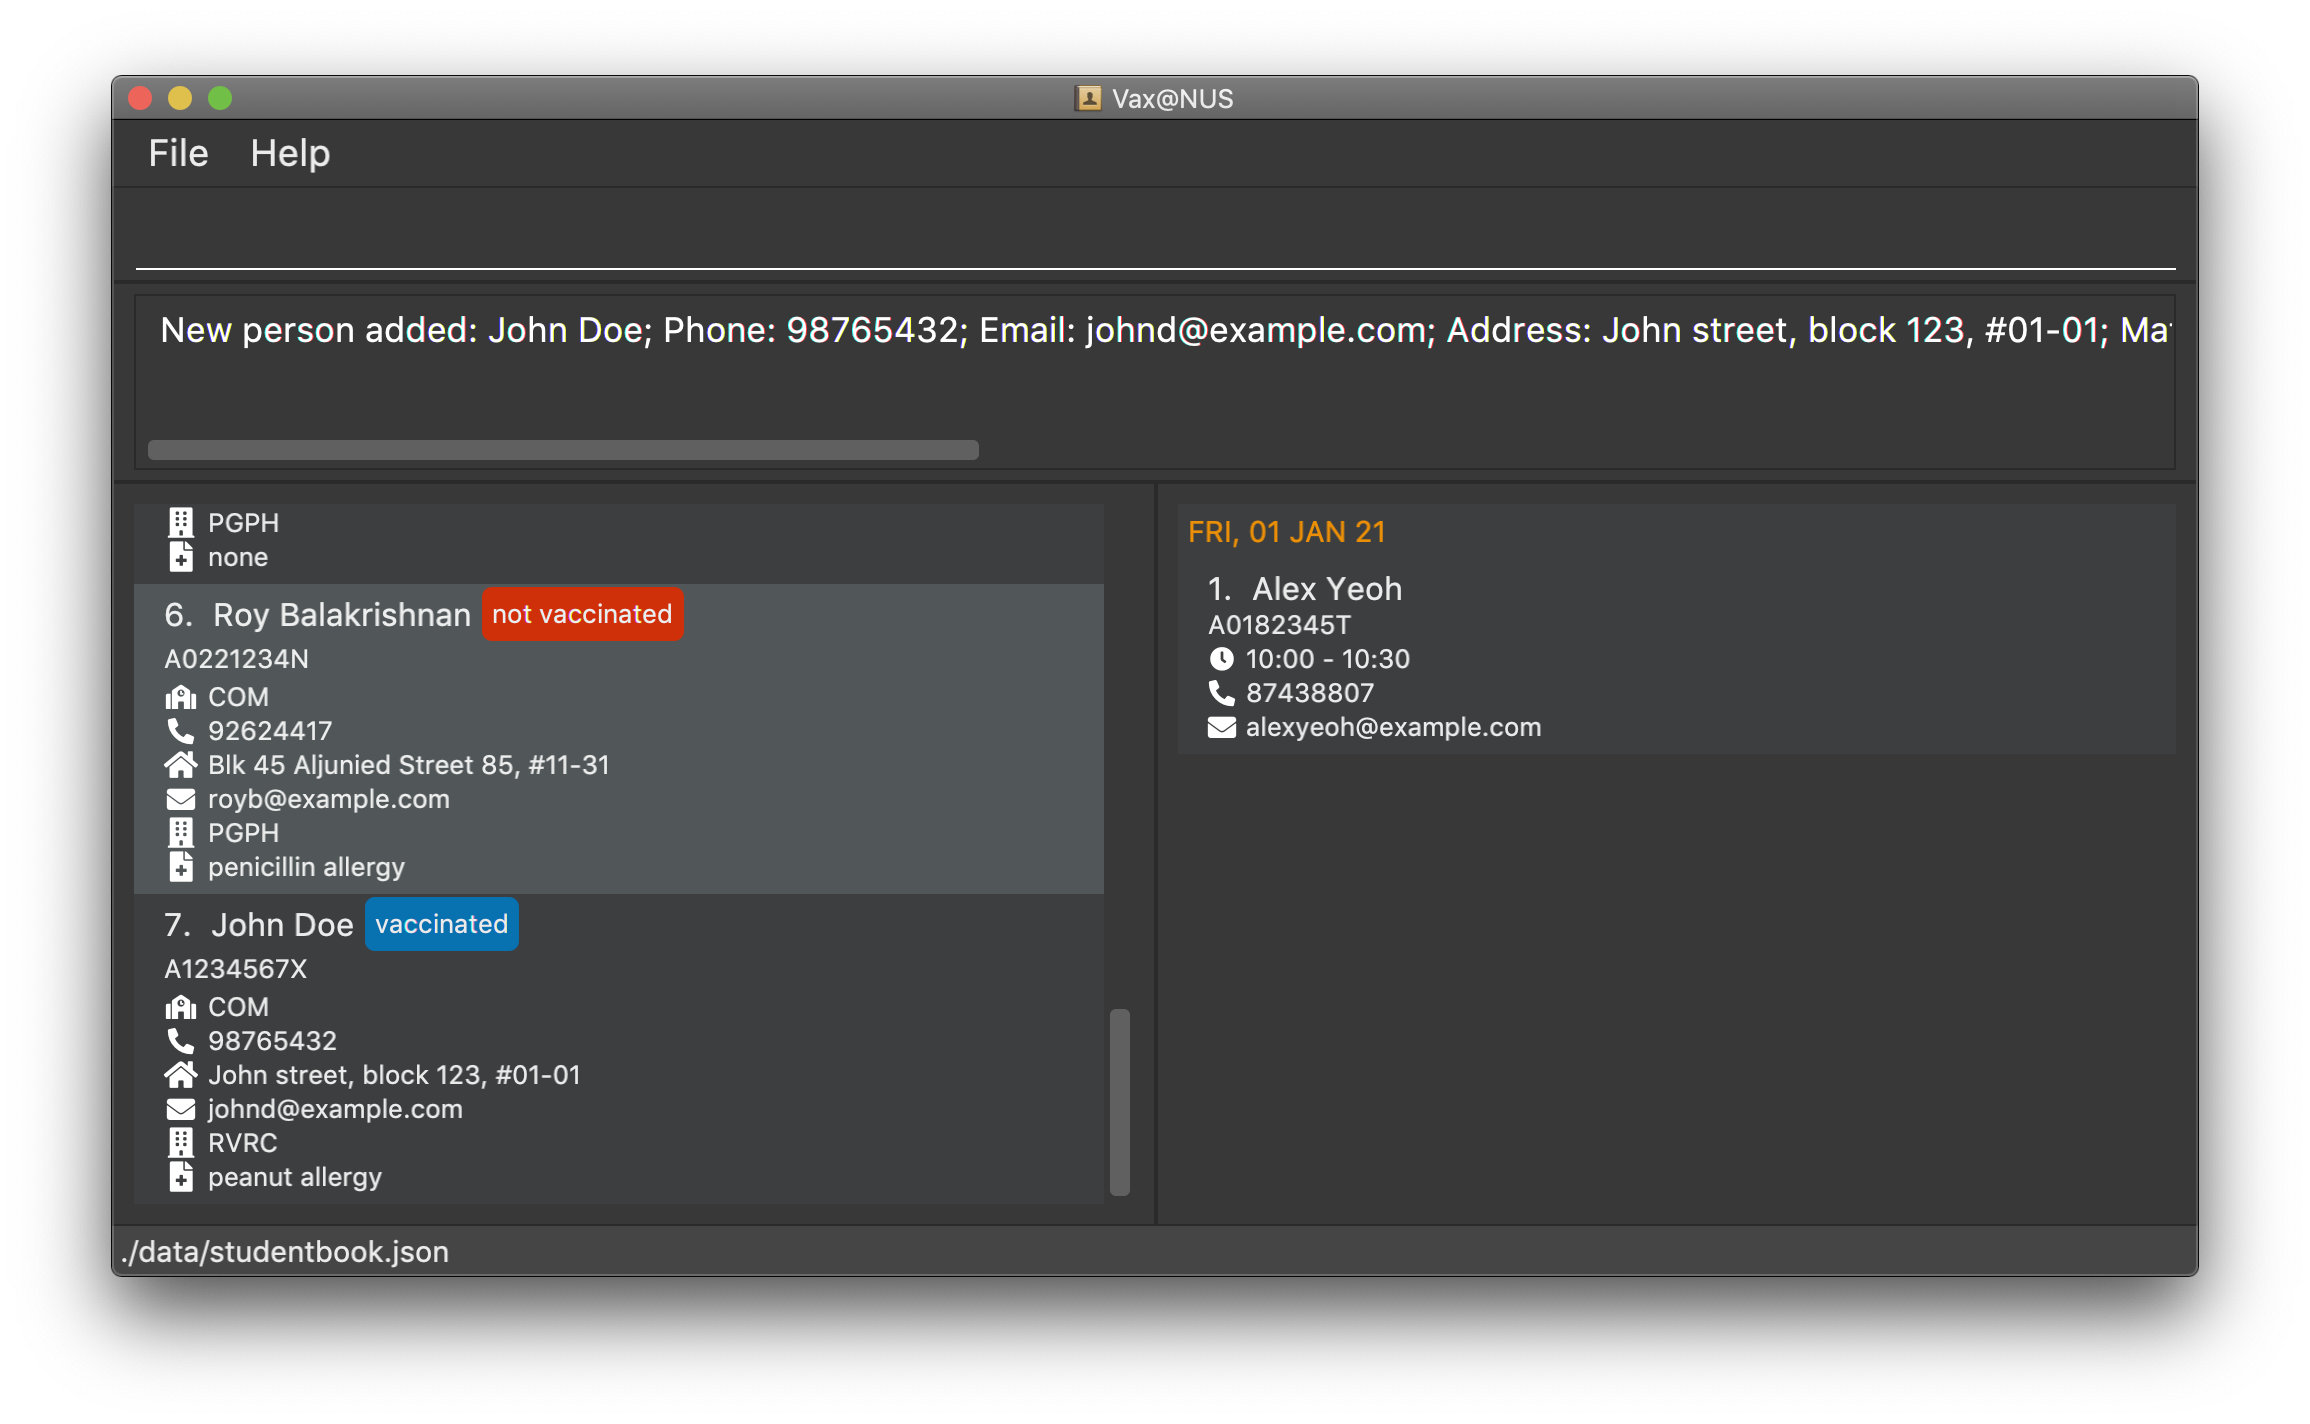 Vax@NUS
File Help
New person added: John Doe; Phone: 98765432; Email: johnd@example.com; Address: John street, block 123, #01-01;
PGPH
none
6. Roy Balakrishnan not vaccinated
A0221234N
COM
92624417
Blk 45 Aljunied Street 85, #11-31
royb@example.com
PGPH
penicillin allergy
7. John Doe vaccinated
A1234567X
COM
98765432
John street, block 123, #01-01
johnd@example.com
RVRC
peanut allergy
FRI, 01 JAN 21
1. Alex Yeoh
A0182345T
10:00 - 10:30
87438807
alexyeoh@example.com
./data/studentbook.json